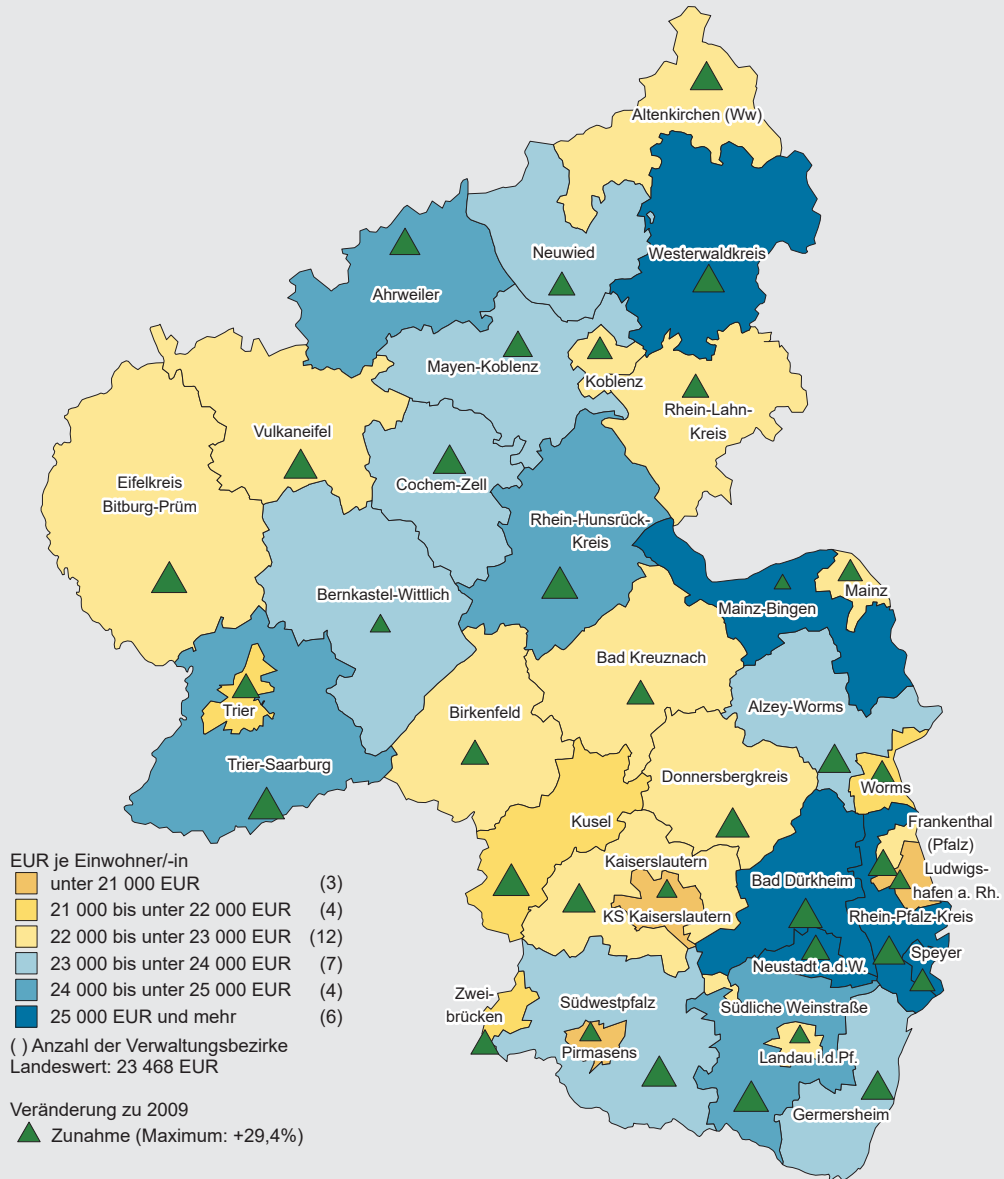 Altenkirchen (Ww)
Neuwied
Westerwaldkreis
Ahrweiler
Mayen-Koblenz
Koblenz
Rhein-Lahn-
Kreis
Vulkaneifel
Eifelkreis
Bitburg-Prüm
Cochem-Zell
Rhein-Hunsrück-
Kreis
Bernkastel-Wittlich
Mainz-Bingen
Mainz
Bad Kreuznach
Alzey-Worms
Birkenfeld
Trier
Trier-Saarburg
Donnersbergkreis
Worms
Kusel
Frankenthal
(Pfalz)
Ludwigs-
hafen a. Rh.
Kaiserslautern
KS Kaiserslautern
Bad Dürkheim
Rhein-Pfalz-Kreis
Speyer
Neustadt a.d.W.
Zwei-
brücken
Südwestpfalz
Pirmasens
Südliche Weinstraße
Landau i.d.Pf.
Germersheim
EUR je Einwohner/-in
unter 21 000 EUR (3)
21 000 bis unter 22 000 EUR (4)
22 000 bis unter 23 000 EUR (12)
23 000 bis unter 24 000 EUR (7)
24 000 bis unter 25 000 EUR (4)
25 000 EUR und mehr (6)
( ) Anzahl der Verwaltungsbezirke
Landeswert: 23 468 EUR
Veränderung zu 2009
Zunahme (Maximum: +29,4%)